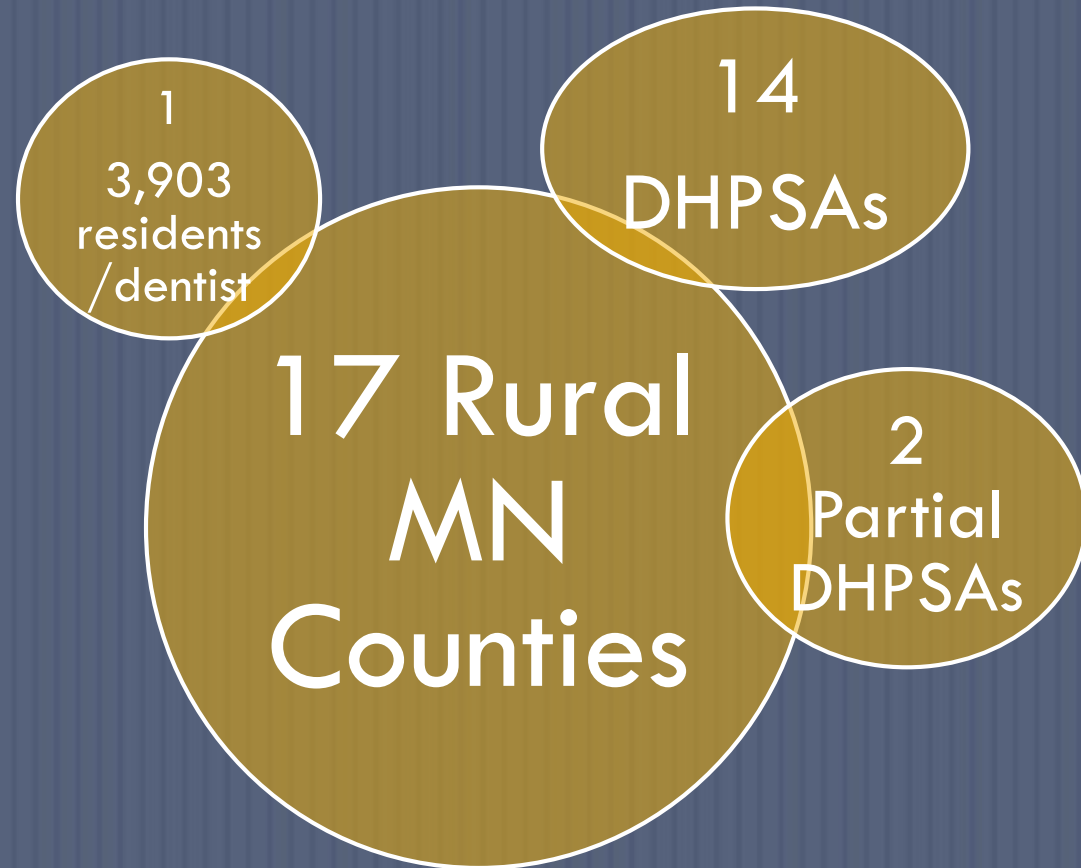 1
3,903
residents
/dentist
14
DHPSAs
17 Rural
MN
Counties
2
Partial
DHPSAs